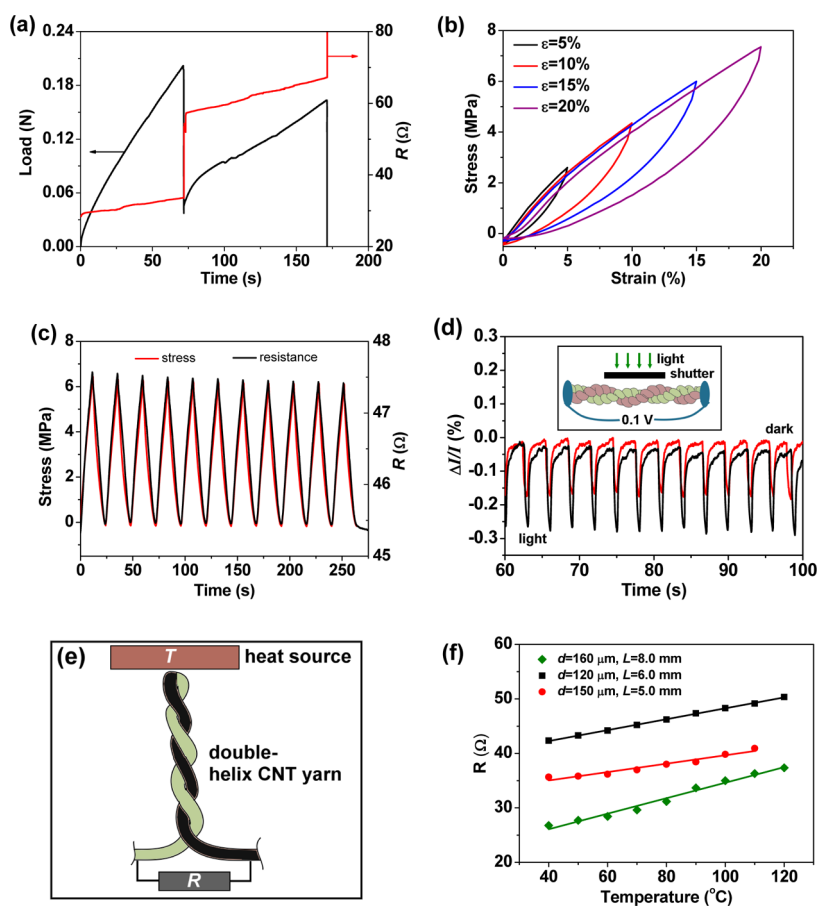 (a)
0.24
0.18
0.12
0.06
0.00
Load (N)
80
60
40
20
R (Ω)
0 50 100 150 200
Time (s)
(b)
8
6
4
2
0
Stress (MPa)
ε=5%
ε=10%
ε=15%
ε=20%
0 5 10 15 20
Strain (%)
(c)
8
6
4
2
0
Stress (MPa)
stress resistance
48
47
46
45
R (Ω)
0 50 100 150 200 250
Time (s)
(d)
0.3
0.2
0.1
0.0
-0.1
-0.2
-0.3
ΔI/I (%)
light
shutter
0.1 V
dark
light
60 70 80 90 100
Time (s)
(e)
T heat source
double-
helix CNT yarn
R
(f)
60
50
40
30
20
R (Ω)
d=160 μm, L=8.0 mm
d=120 μm, L=6.0 mm
d=150 μm, L=5.0 mm
40 60 80 100 120
Temperature (°C)